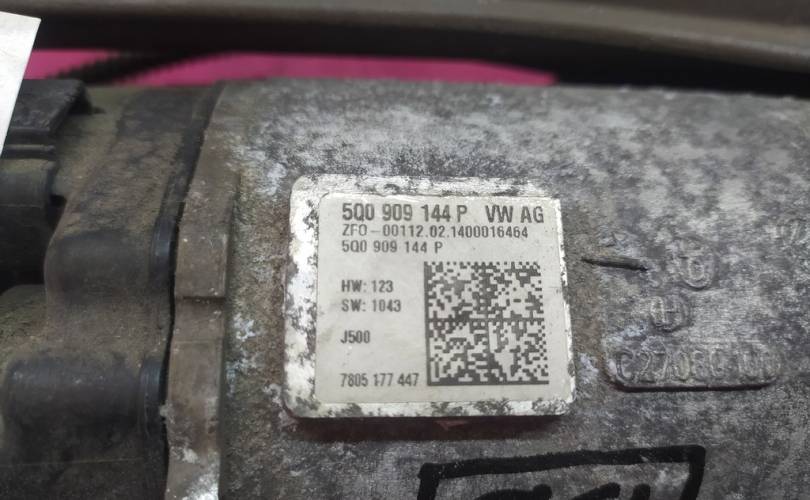 5Q0 909 144 P VW AG
ZF0-00112.02.1400016464
5Q0 909 144 P
HW: 123
SW: 1043
J500
7805 177 447